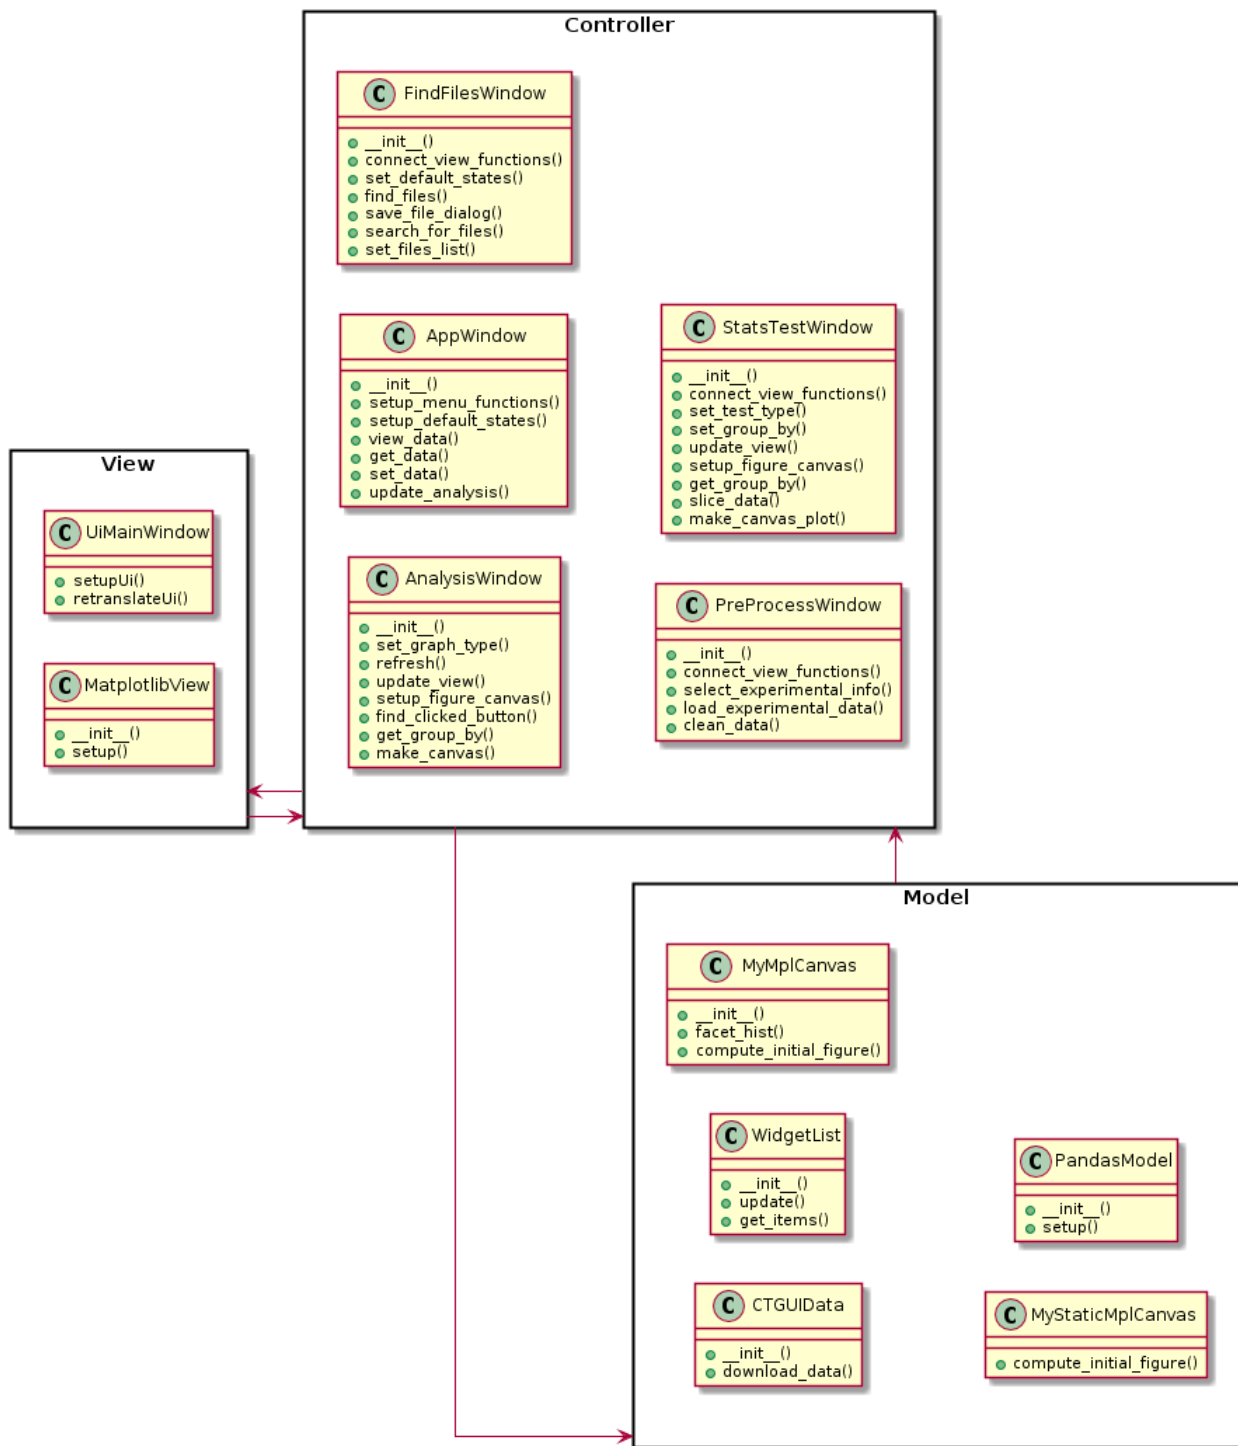 Controller
C FindFilesWindow
__init__()
connect_view_functions()
set_default_states()
find_files()
save_file_dialog()
search_for_files()
set_files_list()
C AppWindow
__init__()
setup_menu_functions()
setup_default_states()
view_data()
get_data()
set_data()
update_analysis()
C StatsTestWindow
__init__()
connect_view_functions()
set_test_type()
set_group_by()
update_view()
setup_figure_canvas()
get_group_by()
slice_data()
make_canvas_plot()
C AnalysisWindow
__init__()
set_graph_type()
refresh()
update_view()
setup_figure_canvas()
find_clicked_button()
get_group_by()
make_canvas()
C PreProcessWindow
__init__()
connect_view_functions()
select_experimental_info()
load_experimental_data()
clean_data()
View
C UiMainWindow
setupUi()
retranslateUi()
C MatplotlibView
__init__()
setup()
Model
C MyMplCanvas
__init__()
facet_hist()
compute_initial_figure()
C WidgetList
__init__()
update()
get_items()
C PandasModel
__init__()
setup()
C CTGUIData
__init__()
download_data()
C MyStaticMplCanvas
compute_initial_figure()